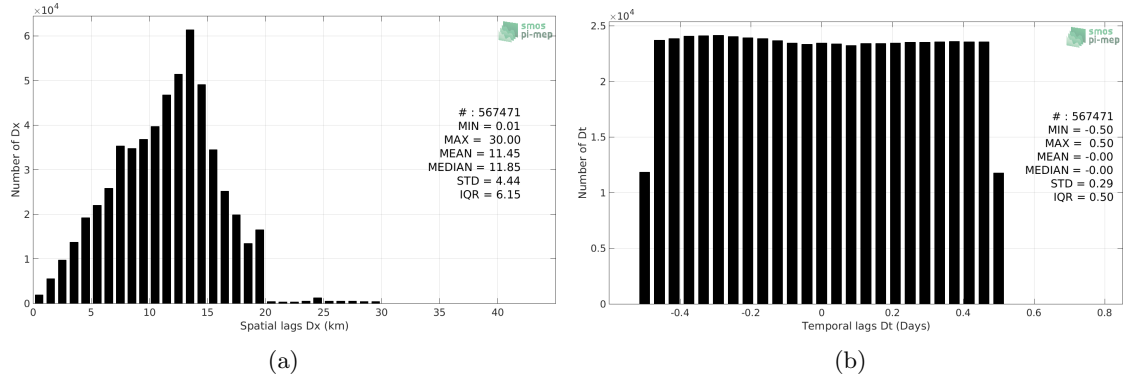 ×10⁴
6
5
4
3
2
1
0
Number of Dx
0 5 10 15 20 25 30 35 40
Spatial lags Dx (km)
smos
pi-mep
# : 567471
MIN = 0.01
MAX = 30.00
MEAN = 11.45
MEDIAN = 11.85
STD = 4.44
IQR = 6.15
(a)
×10⁴
2.5
2
1.5
1
0.5
0
Number of Dt
-0.4 -0.2 0 0.2 0.4 0.6 0.8
Temporal lags Dt (Days)
smos
pi-mep
# : 567471
MIN = -0.50
MAX = 0.50
MEAN = -0.00
MEDIAN = -0.00
STD = 0.29
IQR = 0.50
(b)